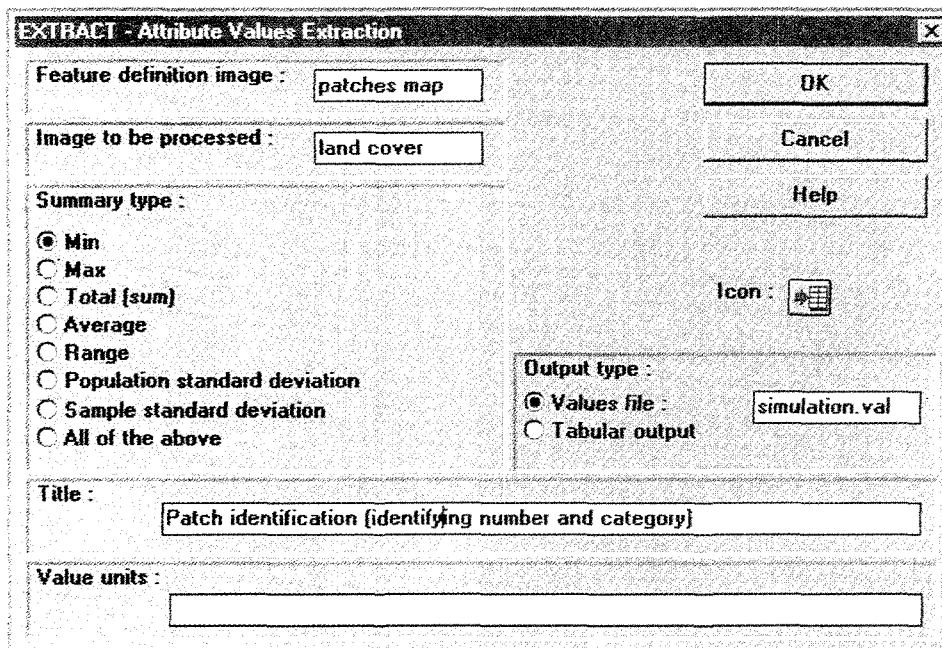 EXTRACT - Attribute Values Extraction
Feature definition image :
patches map
OK
Image to be processed :
land cover
Cancel
Help
Summary type :
Min
Max
Total (sum)
Average
Range
Population standard deviation
Sample standard deviation
All of the above
Icon :
Output type :
Values file :
simulation.val
Tabular output
Title :
Patch identification (identifying number and category)
Value units :